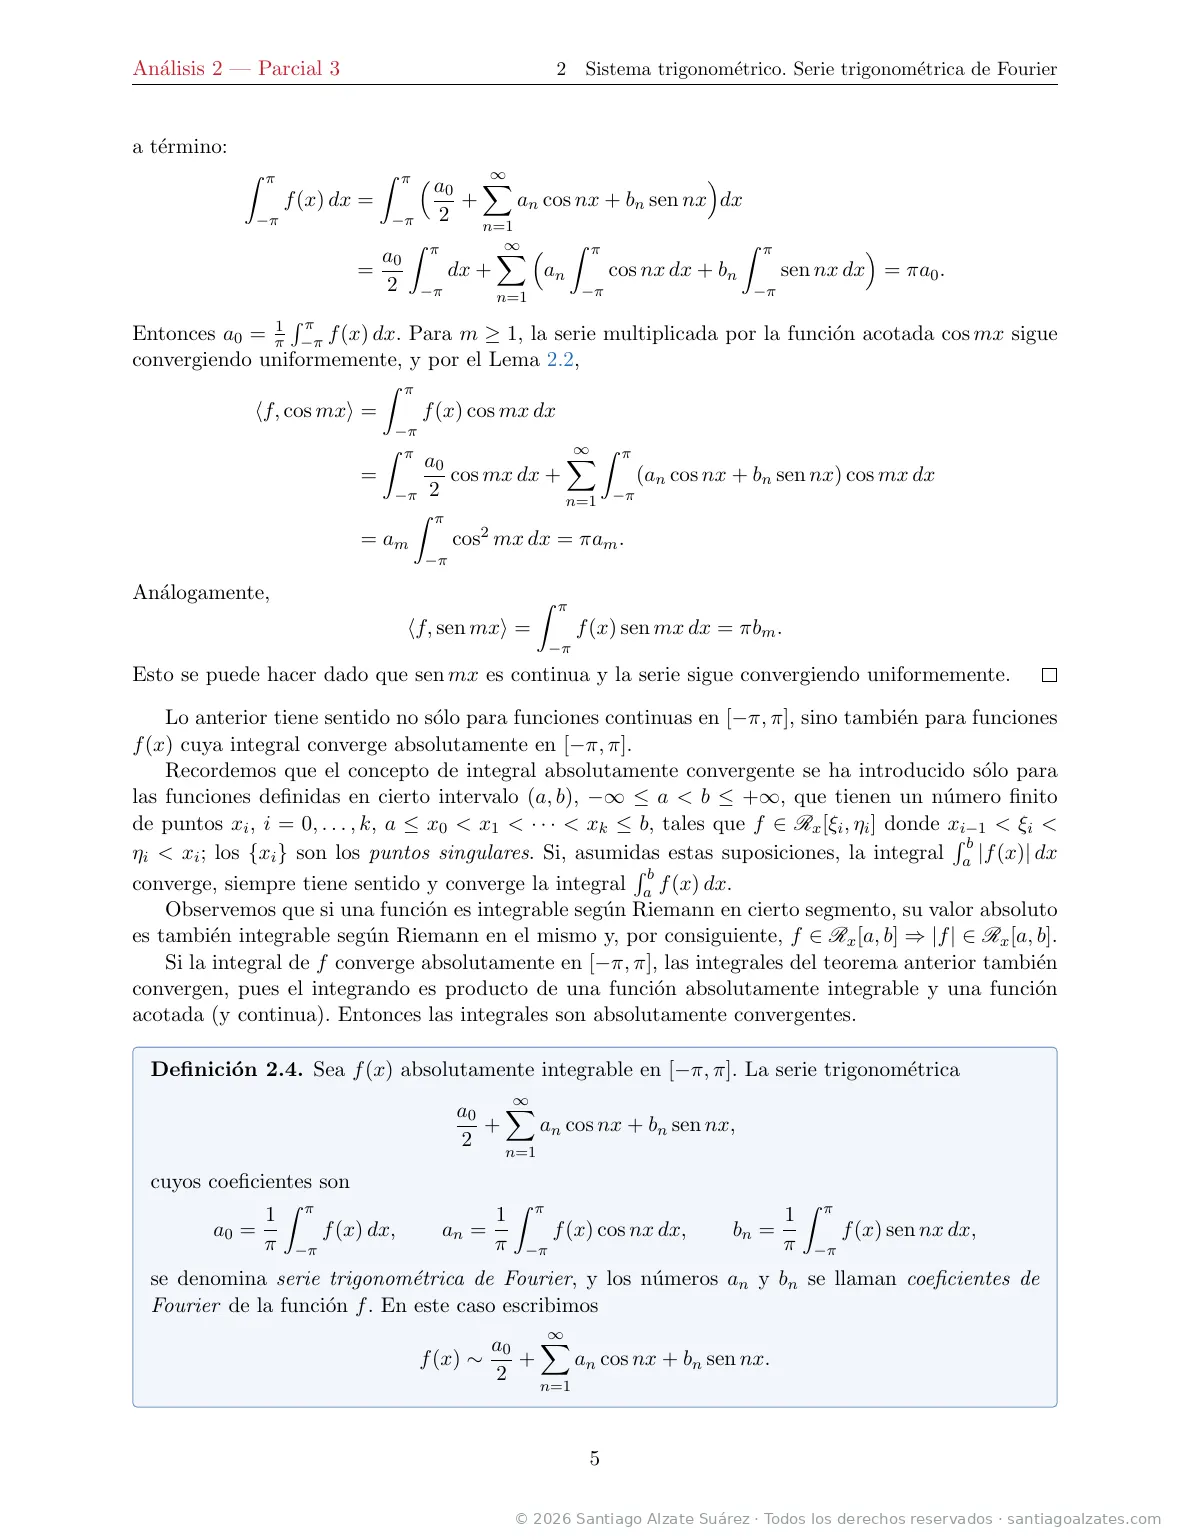 Análisis 2 — Parcial 3 2 Sistema trigonométrico. Serie trigonométrica de Fourier
a término:
∫_{−π}^{π} f(x) dx = ∫_{−π}^{π} (a_0/2 + ∑_{n=1}^{∞} a_n cos nx + b_n sen nx) dx
= a_0/2 ∫_{−π}^{π} dx + ∑_{n=1}^{∞} (a_n ∫_{−π}^{π} cos nx dx + b_n ∫_{−π}^{π} sen nx dx) = πa_0.
Entonces a_0 = 1/π ∫_{−π}^{π} f(x) dx. Para m ≥ 1, la serie multiplicada por la función acotada cos mx sigue
convergiendo uniformemente, y por el Lema 2.2,
⟨f, cos mx⟩ = ∫_{−π}^{π} f(x) cos mx dx
= ∫_{−π}^{π} a_0/2 cos mx dx + ∑_{n=1}^{∞} ∫_{−π}^{π} (a_n cos nx + b_n sen nx) cos mx dx
= a_m ∫_{−π}^{π} cos² mx dx = πa_m.
Análogamente,
⟨f, sen mx⟩ = ∫_{−π}^{π} f(x) sen mx dx = πb_m.
Esto se puede hacer dado que sen mx es continua y la serie sigue convergiendo uniformemente. □
Lo anterior tiene sentido no sólo para funciones continuas en [−π, π], sino también para funciones
f(x) cuya integral converge absolutamente en [−π, π].
Recordemos que el concepto de integral absolutamente convergente se ha introducido sólo para
las funciones definidas en cierto intervalo (a, b), −∞ ≤ a < b ≤ +∞, que tienen un número finito
de puntos x_i, i = 0, . . . , k, a ≤ x_0 < x_1 < · · · < x_k ≤ b, tales que f ∈ ℛ_x[ξ_i, η_i] donde x_{i−1} < ξ_i <
η_i < x_i; los {x_i} son los puntos singulares. Si, asumidas estas suposiciones, la integral ∫_a^b |f(x)| dx
converge, siempre tiene sentido y converge la integral ∫_a^b f(x) dx.
Observemos que si una función es integrable según Riemann en cierto segmento, su valor absoluto
es también integrable según Riemann en el mismo y, por consiguiente, f ∈ ℛ_x[a, b] ⇒ |f| ∈ ℛ_x[a, b].
Si la integral de f converge absolutamente en [−π, π], las integrales del teorema anterior también
convergen, pues el integrando es producto de una función absolutamente integrable y una función
acotada (y continua). Entonces las integrales son absolutamente convergentes.
Definición 2.4. Sea f(x) absolutamente integrable en [−π, π]. La serie trigonométrica
a_0/2 + ∑_{n=1}^{∞} a_n cos nx + b_n sen nx,
cuyos coeficientes son
a_0 = 1/π ∫_{−π}^{π} f(x) dx, a_n = 1/π ∫_{−π}^{π} f(x) cos nx dx, b_n = 1/π ∫_{−π}^{π} f(x) sen nx dx,
se denomina serie trigonométrica de Fourier, y los números a_n y b_n se llaman coeficientes de
Fourier de la función f. En este caso escribimos
f(x) ∼ a_0/2 + ∑_{n=1}^{∞} a_n cos nx + b_n sen nx.
5
© 2026 Santiago Alzate Suárez · Todos los derechos reservados · santiagoalzates.com